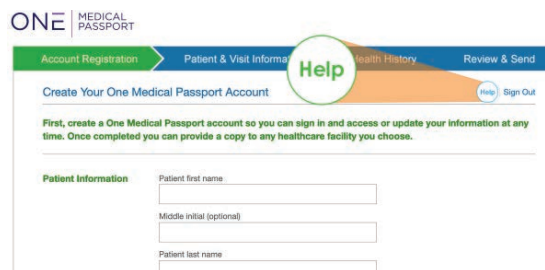 ONE MEDICAL PASSPORT
Account Registration Patient & Visit Informa Help ealth History Review & Send
Create Your One Medical Passport Account Help Sign Out
First, create a One Medical Passport account so you can sign in and access or update your information at any
time. Once completed you can provide a copy to any healthcare facility you choose.
Patient Information Patient first name
Middle initial (optional)
Patient last name